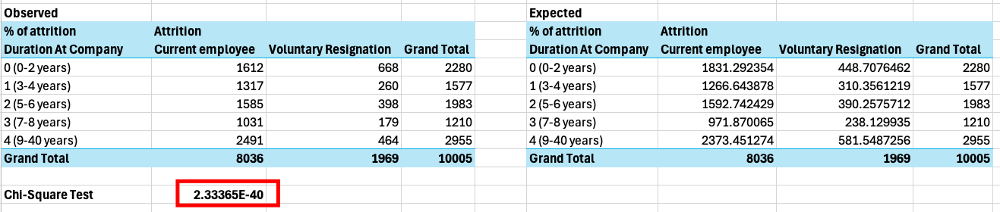 Observed Expected
% of attrition Attrition % of attrition Attrition
Duration At Company Current employee Voluntary Resignation Grand Total Duration At Company Current employee Voluntary Resignation Grand Total
0 (0-2 years) 1612 668 2280 0 (0-2 years) 1831.292354 448.7076462 2280
1 (3-4 years) 1317 260 1577 1 (3-4 years) 1266.643878 310.3561219 1577
2 (5-6 years) 1585 398 1983 2 (5-6 years) 1592.742429 390.2575712 1983
3 (7-8 years) 1031 179 1210 3 (7-8 years) 971.870065 238.129935 1210
4 (9-40 years) 2491 464 2955 4 (9-40 years) 2373.451274 581.5487256 2955
Grand Total 8036 1969 10005 Grand Total 8036 1969 10005
Chi-Square Test 2.33365E-40